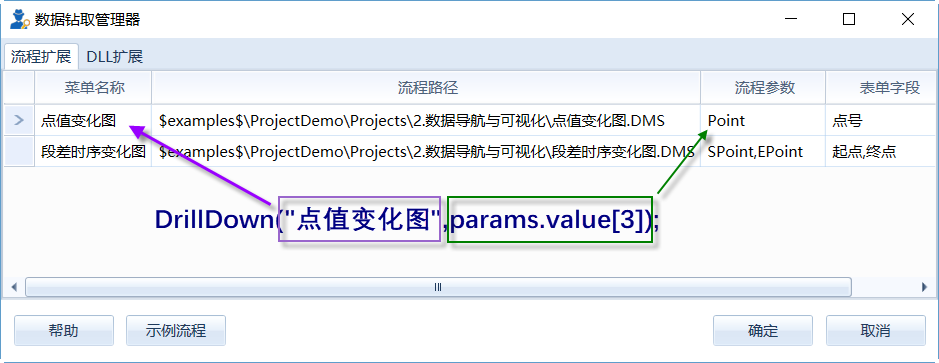 数据钻取管理器
流程扩展 DLL扩展
菜单名称 流程路径 流程参数 表单字段
点值变化图 $examples$\ProjectDemo\Projects\2.数据导航与可视化\点值变化图.DMS Point 点号
段差时序变化图 $examples$\ProjectDemo\Projects\2.数据导航与可视化\段差时序变化图.DMS SPoint,EPoint 起点,终点
DrillDown("点值变化图",params.value[3]);
帮助 示例流程 确定 取消